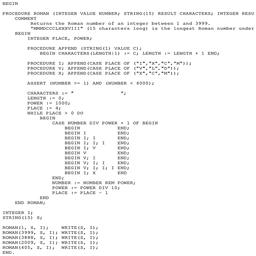 BEGIN
PROCEDURE ROMAN (INTEGER VALUE NUMBER; STRING(15) RESULT CHARACTERS; INTEGER RESU
COMMENT
Returns the Roman number of an integer between 1 and 3999.
"MMMDCCCLXXXVIII" (15 characters long) is the longest Roman number under
BEGIN
INTEGER PLACE, POWER;
PROCEDURE APPEND (STRING(1) VALUE C);
BEGIN CHARACTERS(LENGTH|1) := C; LENGTH := LENGTH + 1 END;
PROCEDURE I; APPEND(CASE PLACE OF ("I","X","C","M"));
PROCEDURE V; APPEND(CASE PLACE OF ("V","L","D"));
PROCEDURE X; APPEND(CASE PLACE OF ("X","C","M"));
ASSERT (NUMBER >= 1) AND (NUMBER < 4000);
CHARACTERS := " ";
LENGTH := 0;
POWER := 1000;
PLACE := 4;
WHILE PLACE > 0 DO
BEGIN
CASE NUMBER DIV POWER + 1 OF BEGIN
BEGIN END;
BEGIN I END;
BEGIN I; I END;
BEGIN I; I; I END;
BEGIN I; V END;
BEGIN V END;
BEGIN V; I END;
BEGIN V; I; I END;
BEGIN V; I; I; I END;
BEGIN I; X END
END;
NUMBER := NUMBER REM POWER;
POWER := POWER DIV 10;
PLACE := PLACE - 1
END
END ROMAN;
INTEGER I;
STRING(15) S;
ROMAN(1, S, I); WRITE(S, I);
ROMAN(3999, S, I); WRITE(S, I);
ROMAN(3888, S, I); WRITE(S, I);
ROMAN(2009, S, I); WRITE(S, I);
ROMAN(405, S, I); WRITE(S, I);
END.